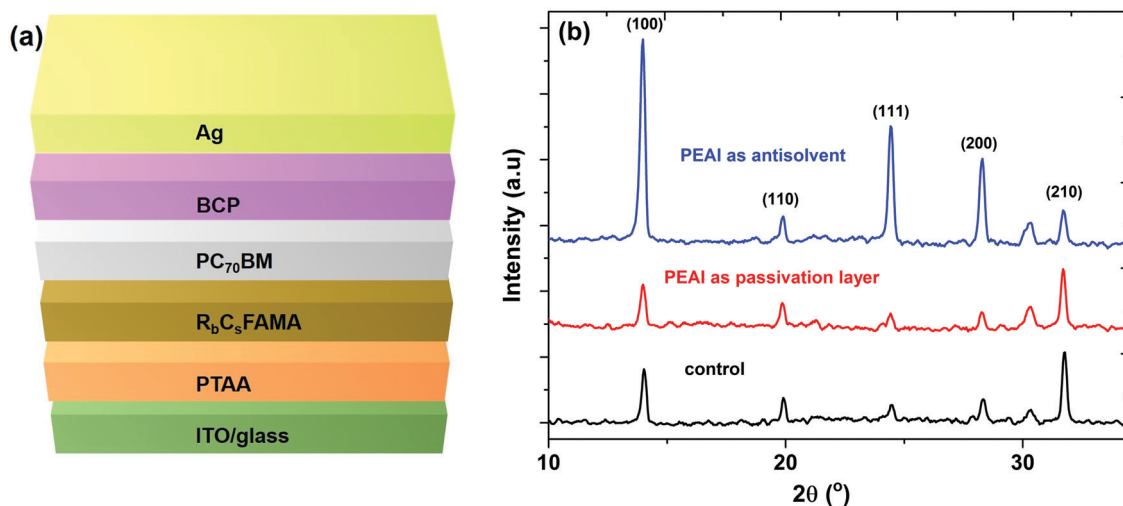 (a)
Ag
BCP
PC₇₀BM
R_bC_sFAMA
PTAA
ITO/glass
(b)
(100)
(111)
PEAI as antisolvent
(200)
(110)
(210)
PEAI as passivation layer
control
Intensity (a.u)
10 20 30
2θ (°)